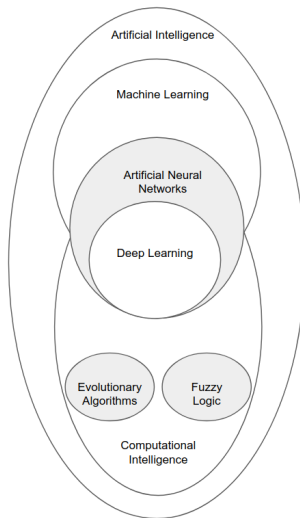 Artificial Intelligence
Machine Learning
Artificial Neural
Networks
Deep Learning
Evolutionary
Algorithms
Fuzzy
Logic
Computational
Intelligence